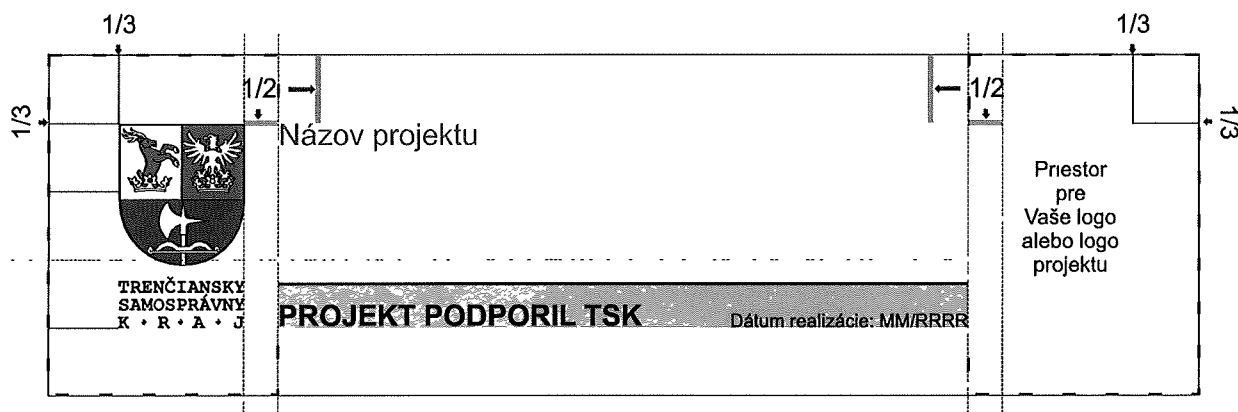 1/3
1/3
1/2
1/2
1/3
1/3
Názov projektu
Priestor
pre
Vaše logo
alebo logo
projektu
TRENČIANSKY
SAMOSPRÁVNY
K · R · A · J
PROJEKT PODPORIL TSK
Dátum realizácie: MM/RRRR